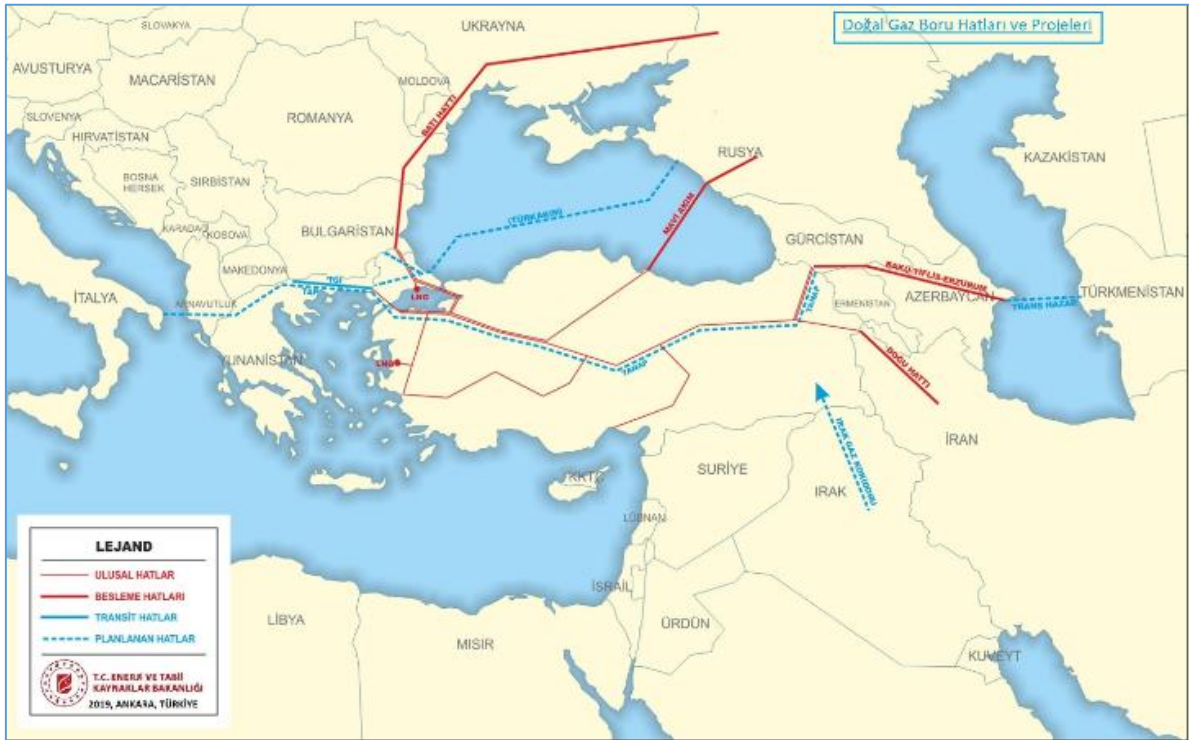 Doğal Gaz Boru Hatları ve Projeleri
SLOVAKYA
UKRAYNA
AVUSTURYA
MACARİSTAN
MOLDOVA
SLOVENYA
HIRVATİSTAN
ROMANYA
BATI HATTI
RUSYA
KAZAKİSTAN
BOSNA
HERSEK
SIRBİSTAN
KARADAĞ
KOSOVA
BULGARİSTAN
(TÜRKAKIM)
MAVİ AKIM
GÜRCİSTAN
MAKEDONYA
İTALYA
ARNAVUTLUK
TGI
TAP
LNG
BAKÜ-TİFLİS-ERZURUM
ERMENİSTAN
AZERBAYCAN
TRANS HAZAR
TÜRKMENİSTAN
TANAP
YUNANİSTAN
LNG
TANAP
DOĞU HATTI
IRAK GAZ KORİDORU
İRAN
KKTC
SURİYE
IRAK
LÜBNAN
İSRAİL
ÜRDÜN
LİBYA
MISIR
KUVEYT
LEJAND
ULUSAL HATLAR
BESLEME HATLARI
TRANSİT HATLAR
PLANLANAN HATLAR
T.C. ENERJİ VE TABİİ
KAYNAKLAR BAKANLIĞI
2019, ANKARA, TÜRKİYE